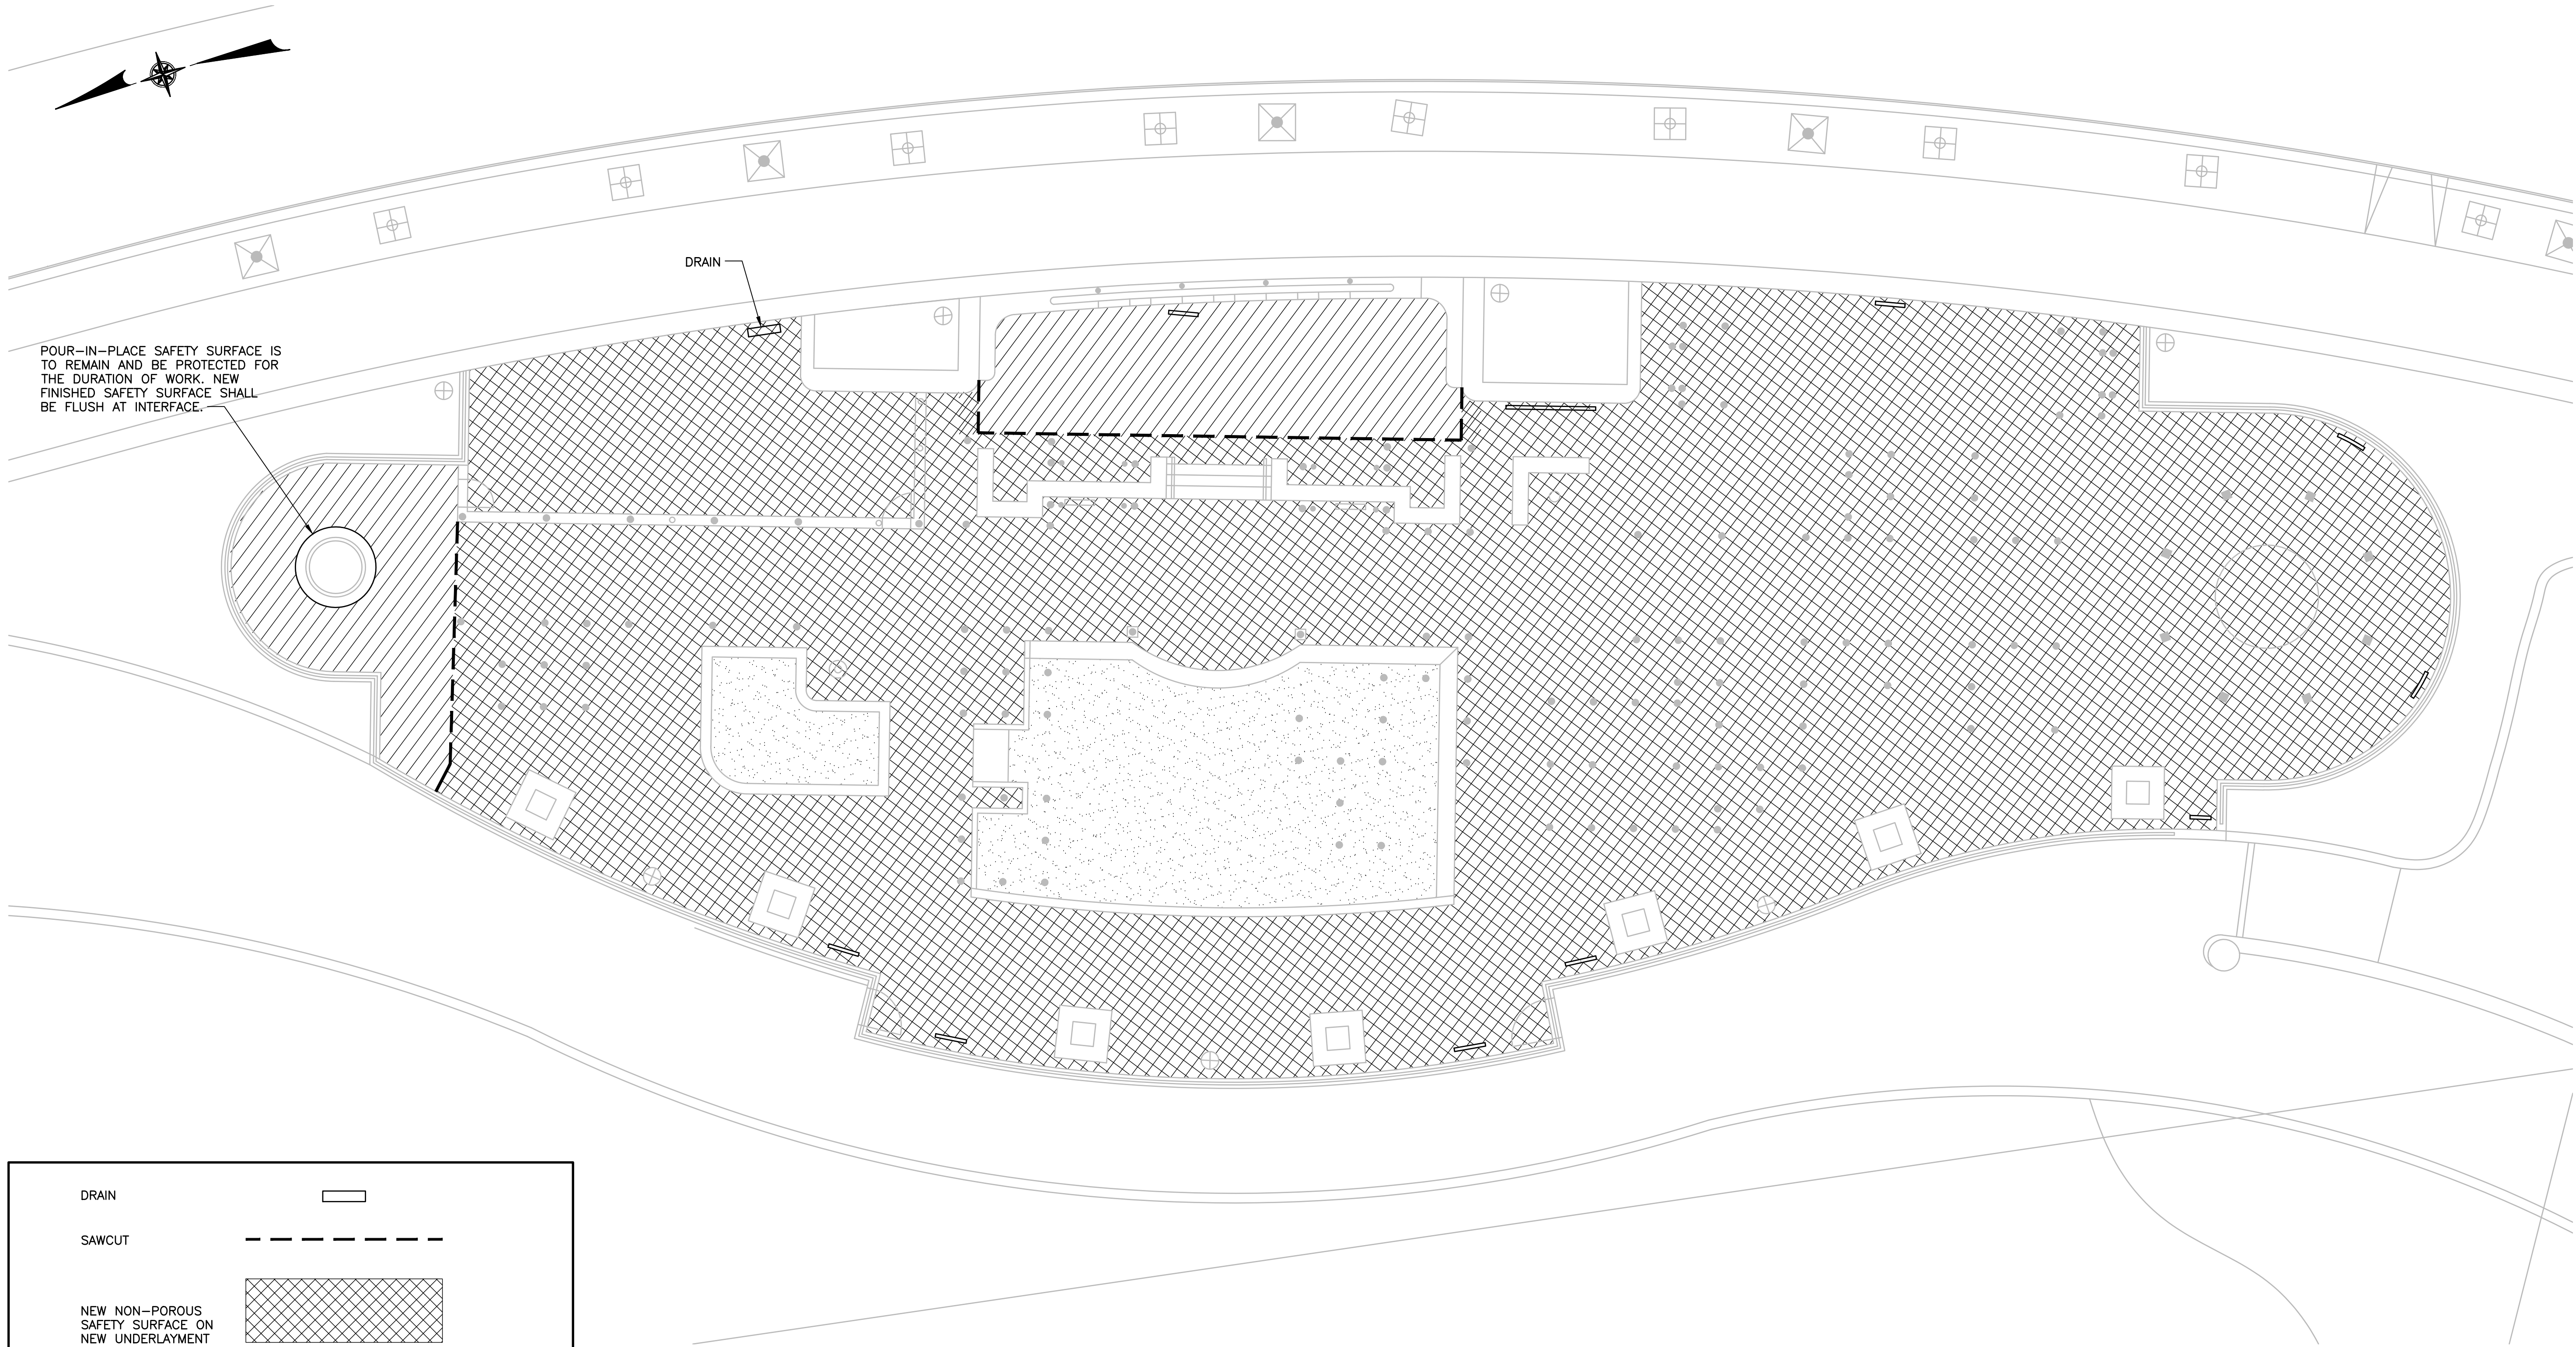 DRAIN
POUR-IN-PLACE SAFETY SURFACE IS
TO REMAIN AND BE PROTECTED FOR
THE DURATION OF WORK. NEW
FINISHED SAFETY SURFACE SHALL
BE FLUSH AT INTERFACE.
DRAIN
SAWCUT
NEW NON-POROUS
SAFETY SURFACE ON
NEW UNDERLAYMENT